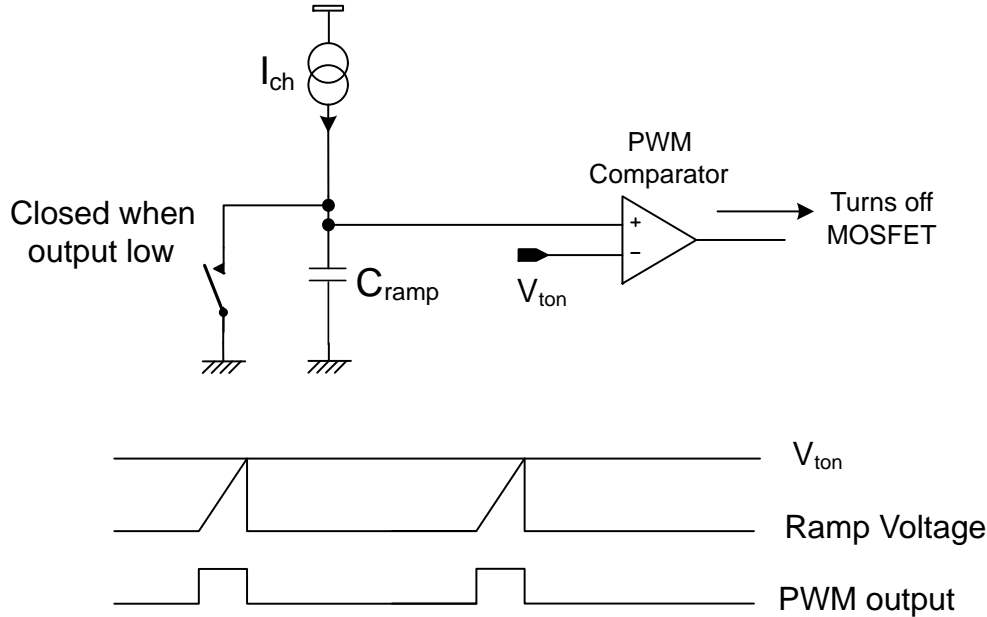 I_ch
PWM
Comparator
Closed when
output low
+
−
Turns off
MOSFET
V_ton
C_ramp
V_ton
Ramp Voltage
PWM output